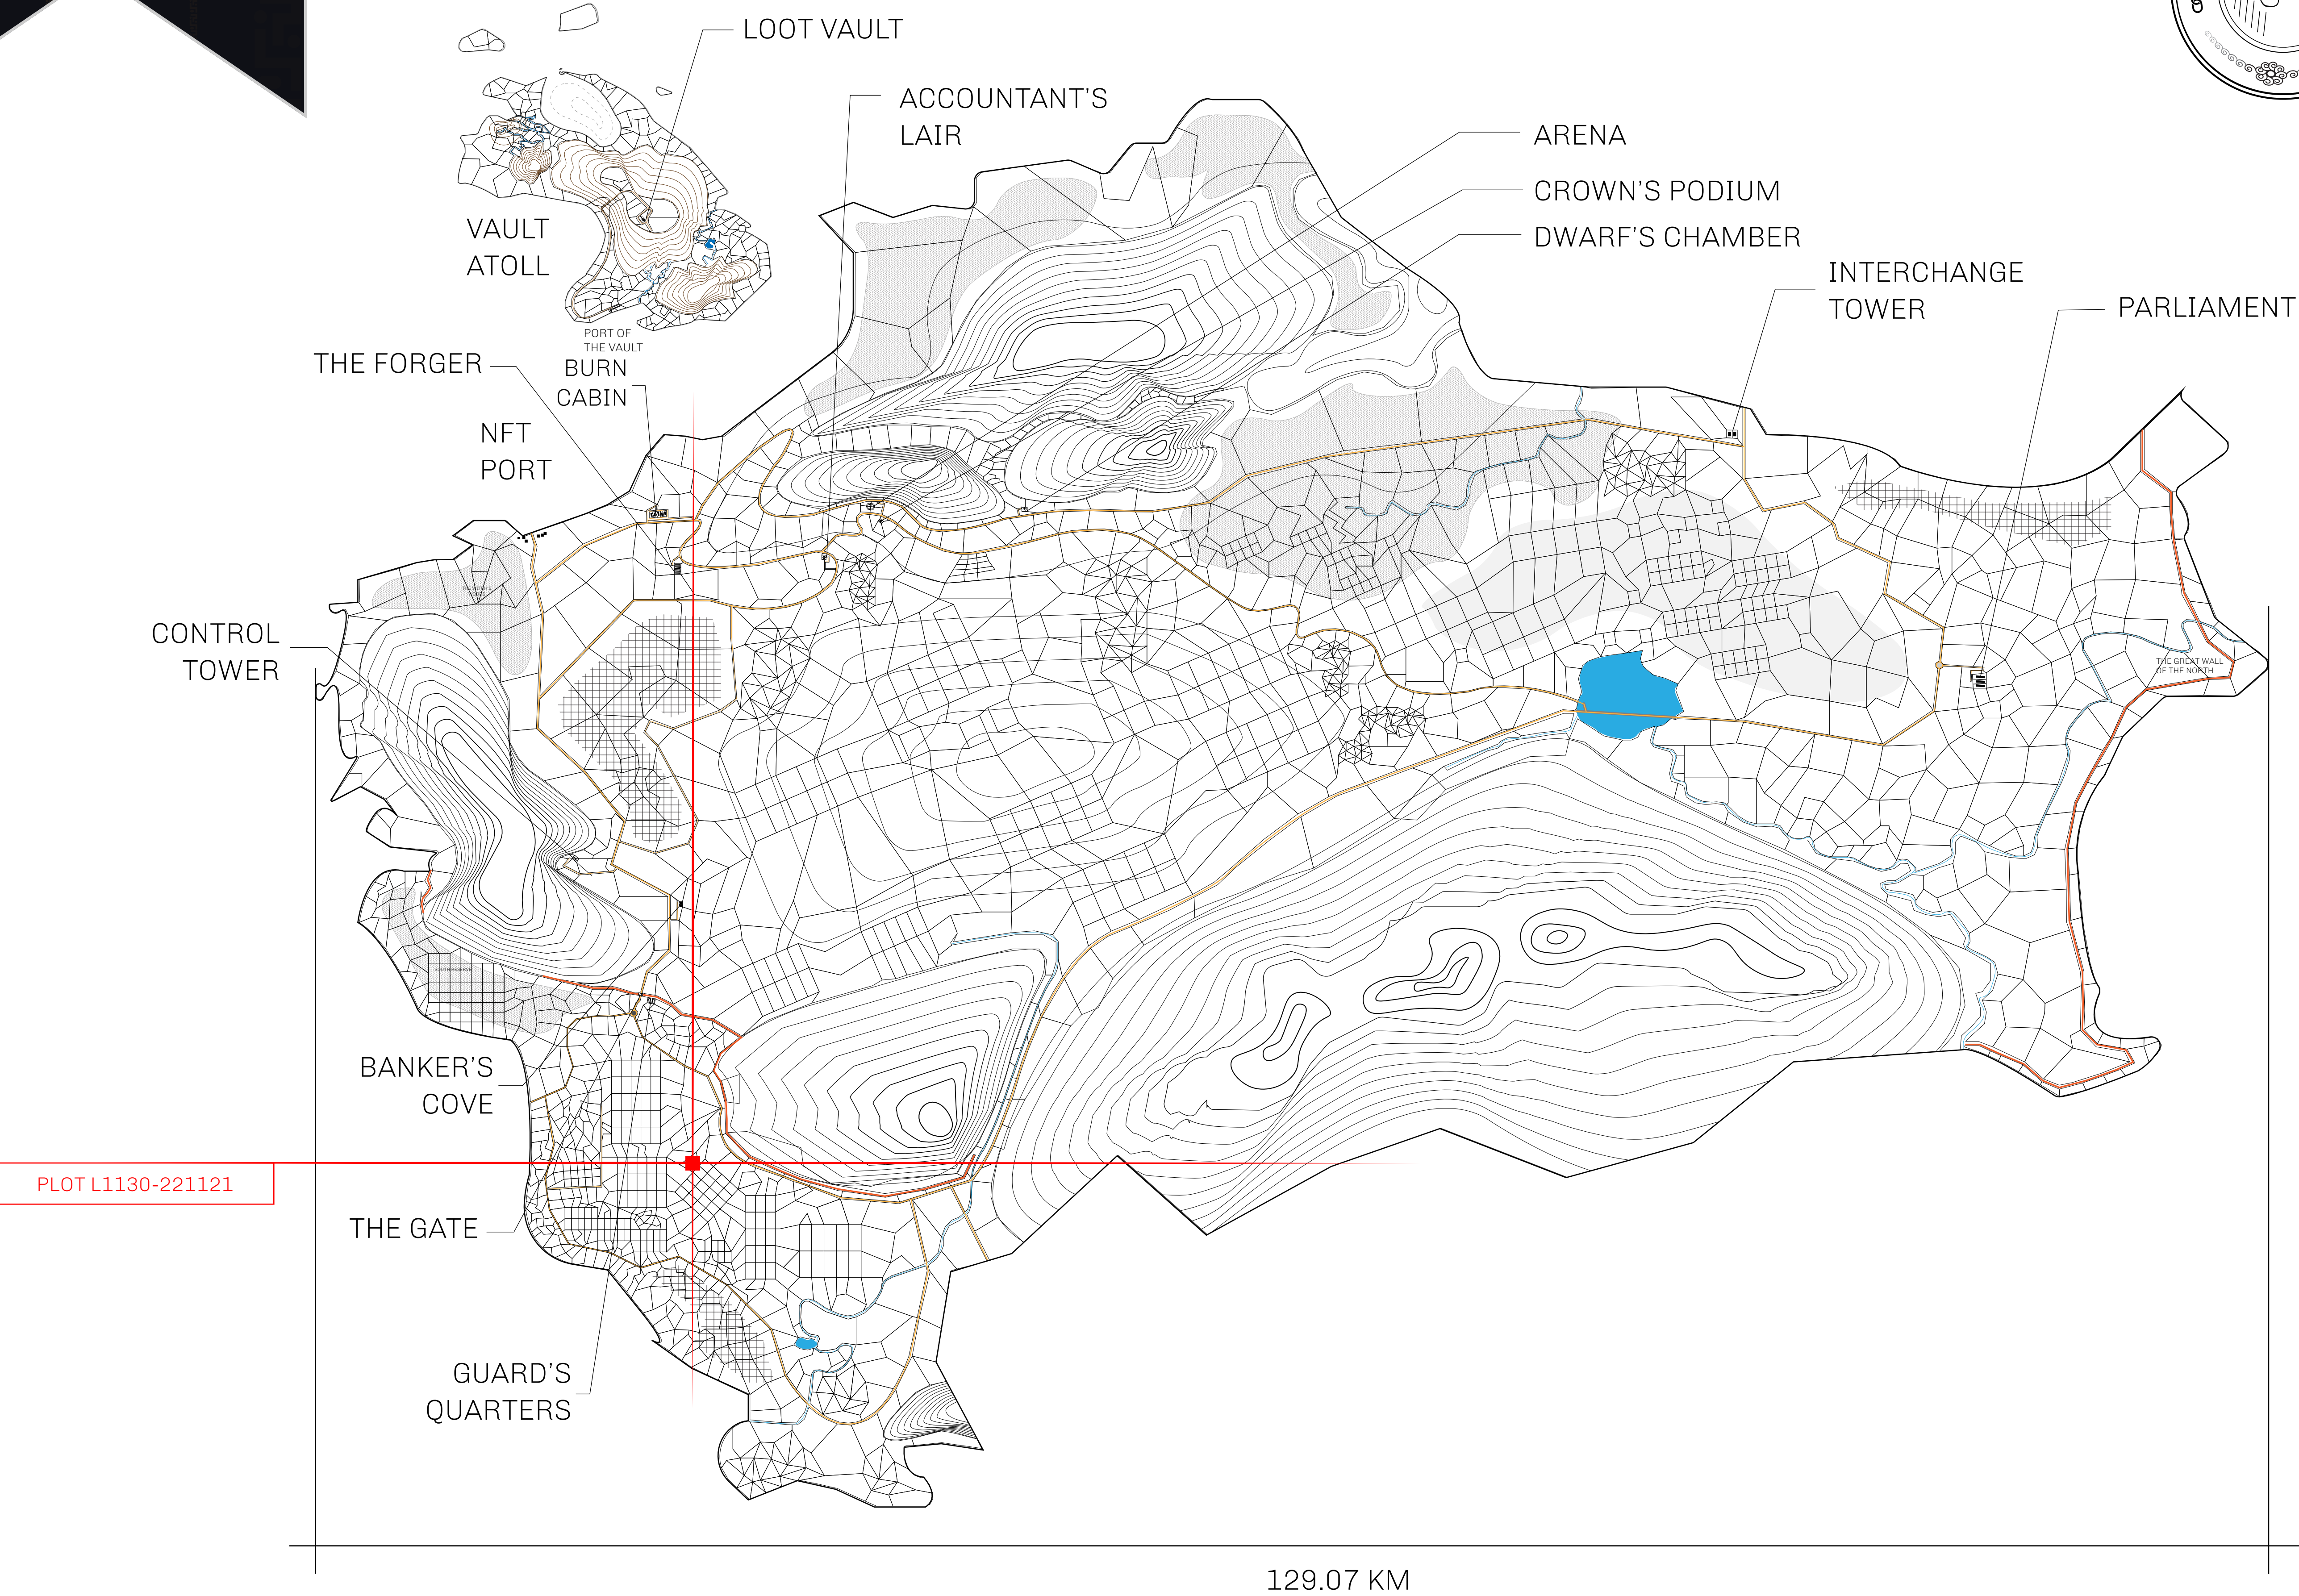 LOOT VAULT
ACCOUNTANT'S
LAIR
ARENA
CROWN'S PODIUM
DWARF'S CHAMBER
INTERCHANGE
TOWER
PARLIAMENT
VAULT
ATOLL
PORT OF
THE VAULT
THE FORGER
BURN
CABIN
NFT
PORT
CONTROL
TOWER
THE GREAT WALL
OF THE NORTH
SOUTH RESERVE
BANKER'S
COVE
PLOT L1130-221121
THE GATE
GUARD'S
QUARTERS
129.07 KM